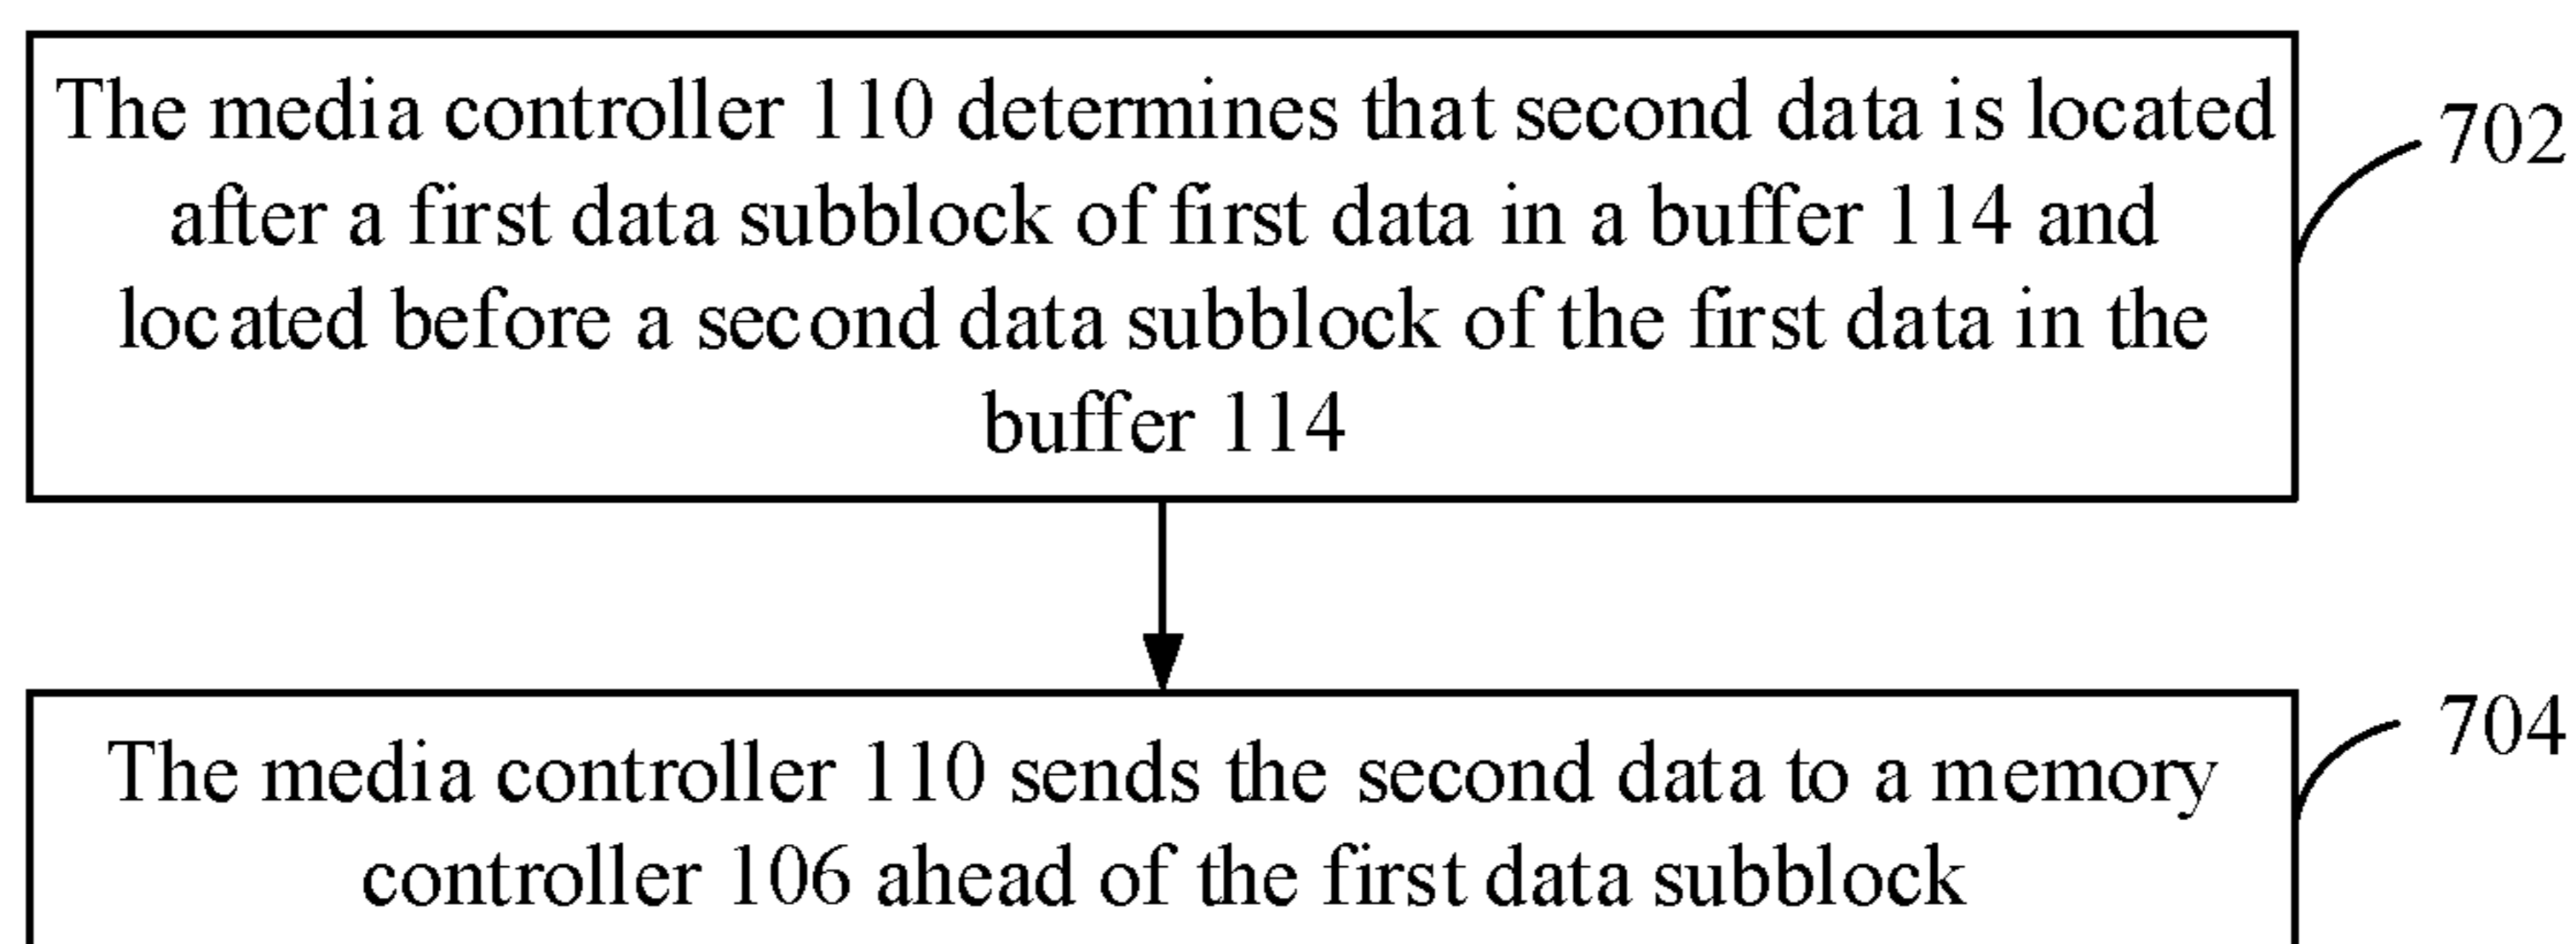 The media controller 110 determines that second data is located
after a first data subblock of first data in a buffer 114 and
located before a second data subblock of the first data in the
buffer 114
702
The media controller 110 sends the second data to a memory
controller 106 ahead of the first data subblock
704